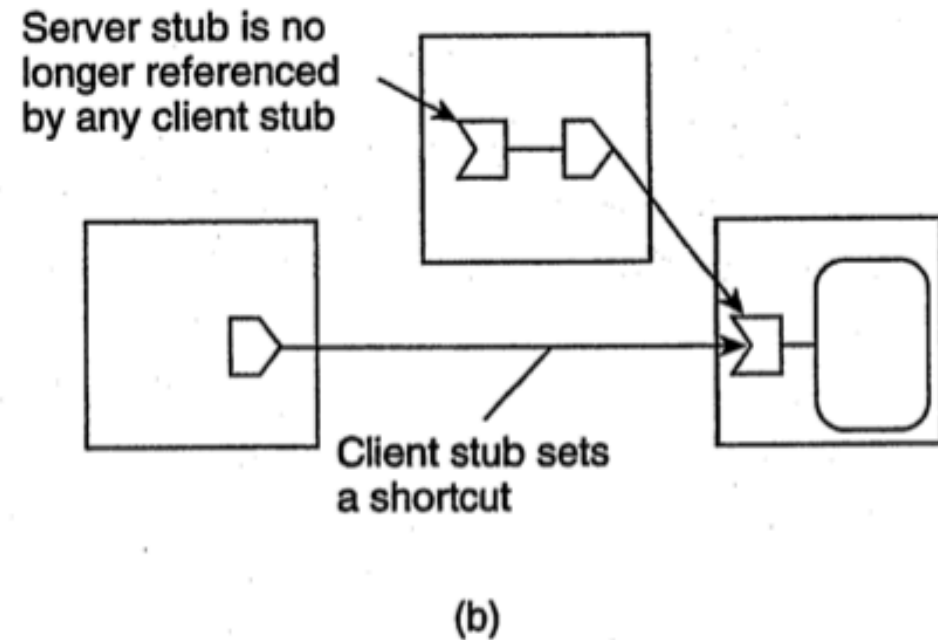 Server stub is no
longer referenced
by any client stub
Client stub sets
a shortcut
(b)